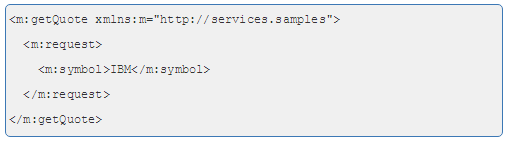 <m:getQuote xmlns:m="http://services.samples">
  <m:request>
    <m:symbol>IBM</m:symbol>
  </m:request>
</m:getQuote>